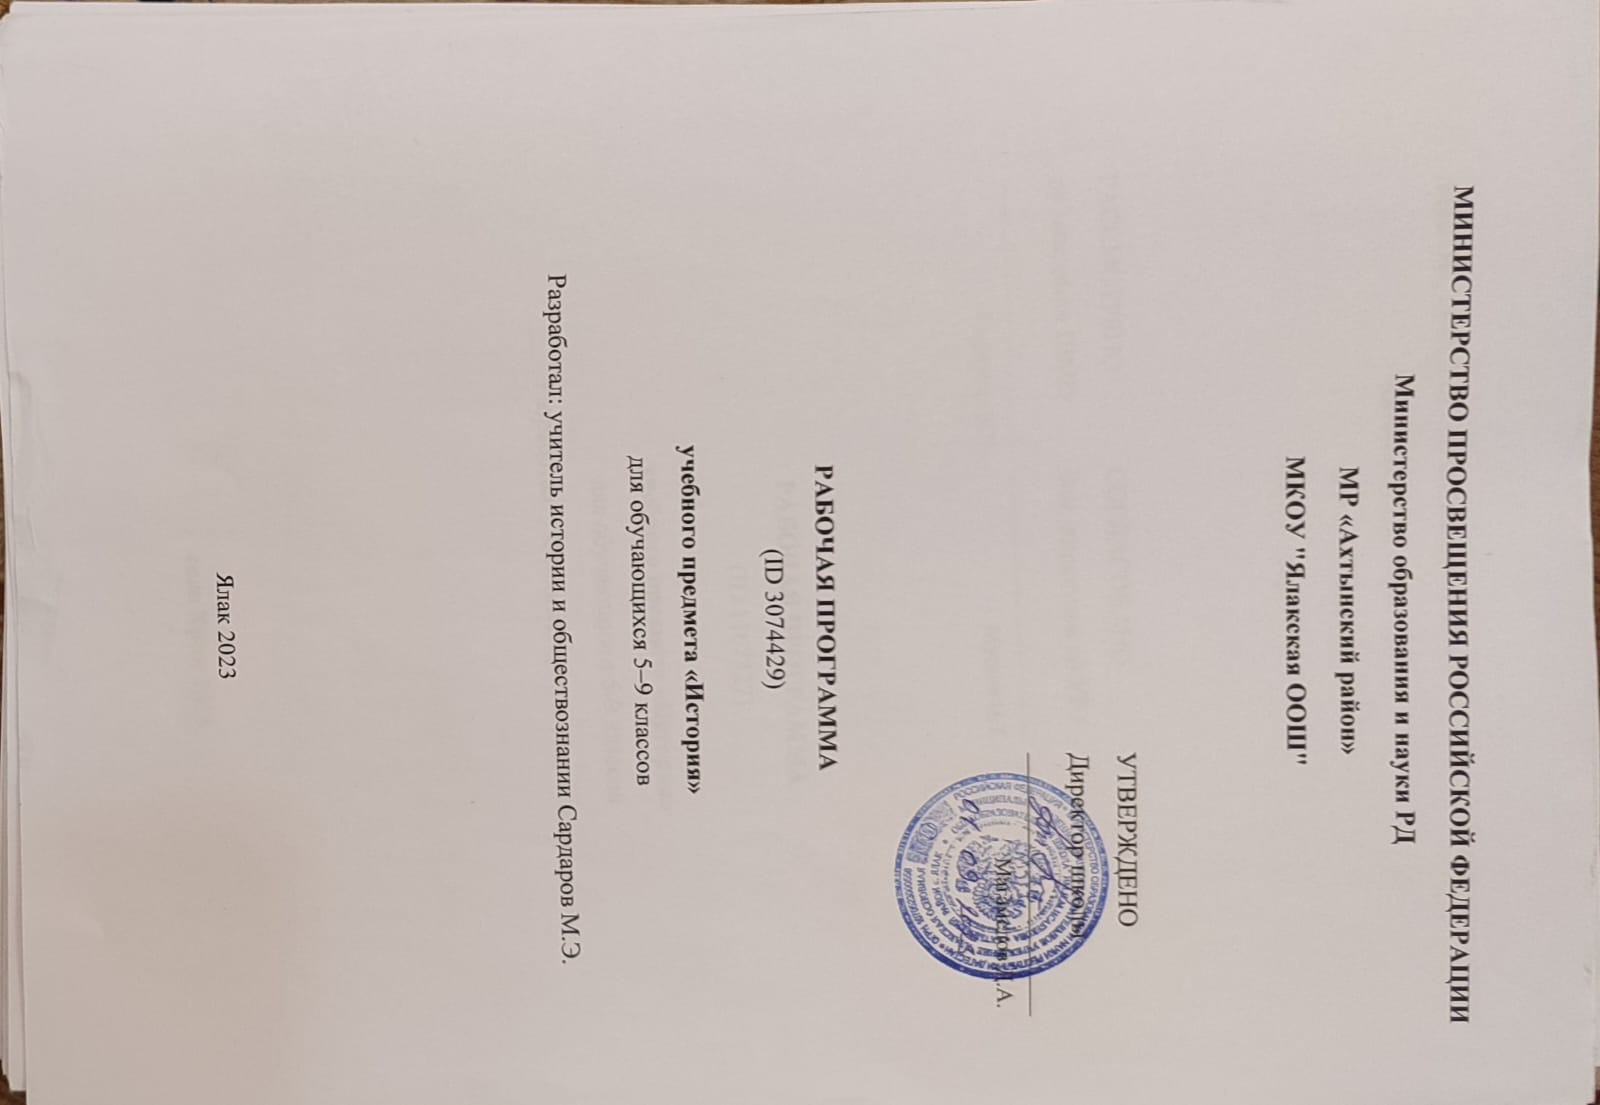 МИНИСТЕРСТВО ПРОСВЕЩЕНИЯ РОССИЙСКОЙ ФЕДЕРАЦИИ
Министерство образования и науки РД
МР «Ахтынский район»
МКОУ "Ялакская ООШ"
УТВЕРЖДЕНО
Директор школы
Магамедов Д.А.
РАБОЧАЯ ПРОГРАММА
(ID 3074429)
учебного предмета «История»
для обучающихся 5–9 классов
Разработал: учитель истории и обществознании Сардаров М.Э.
Ялак 2023